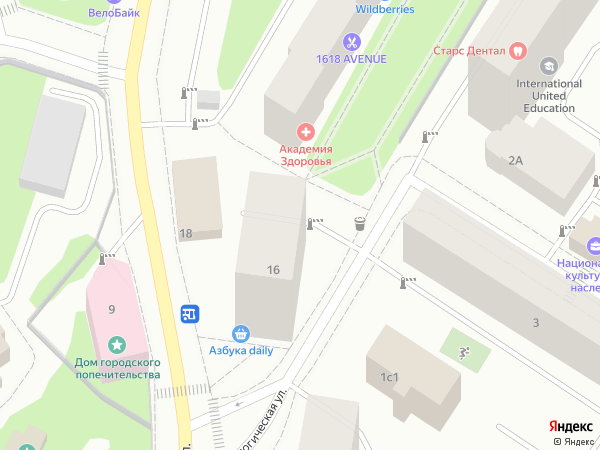 ВелоБайк
Wildberries
1618 AVENUE
Старс Дентал
International
United
Education
Академия
Здоровья
2А
18
16
Национа
культу
насле
9
3
Азбука daily
Дом городского
попечительства
1с1
логическая ул.
Яндекс
© Яндекс